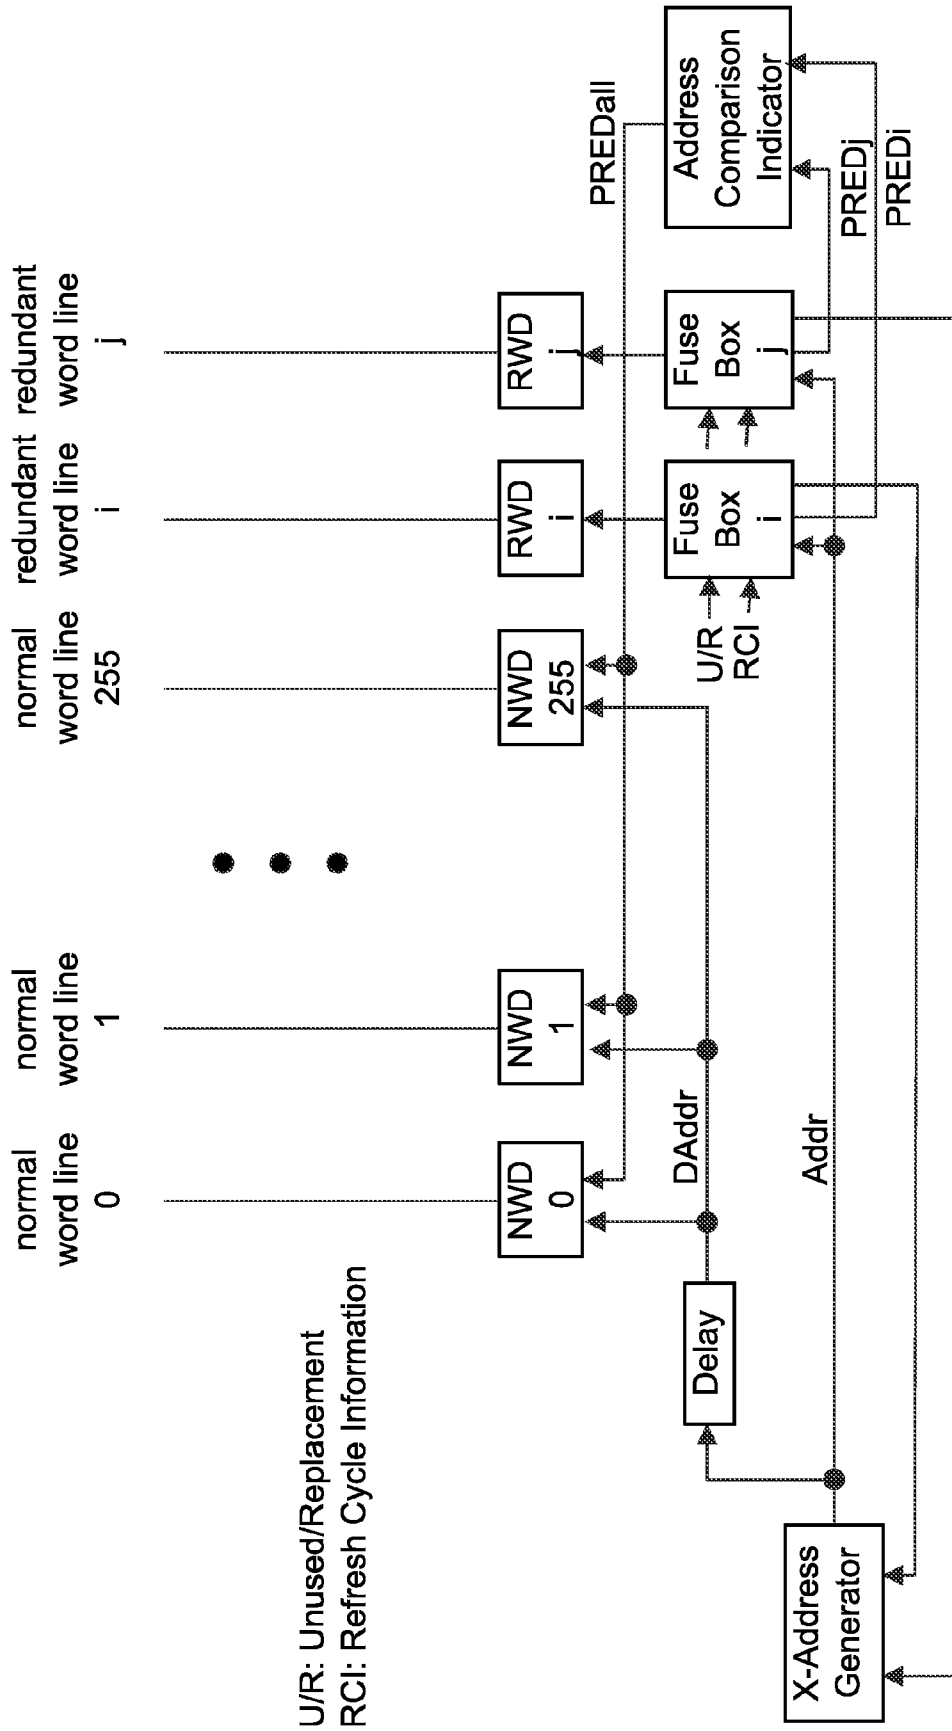 normal
word line
0
normal
word line
1
normal
word line
255
redundant
word line
i
redundant
word line
j
U/R: Unused/Replacement
RCI: Refresh Cycle Information
NWD
0
NWD
1
NWD
255
RWD
i
RWD
j
PREDall
DAddr
Delay
U/R
RCI
Fuse
Box
i
Fuse
Box
j
Address
Comparison
Indicator
X-Address
Generator
Addr
PREDj
PREDi